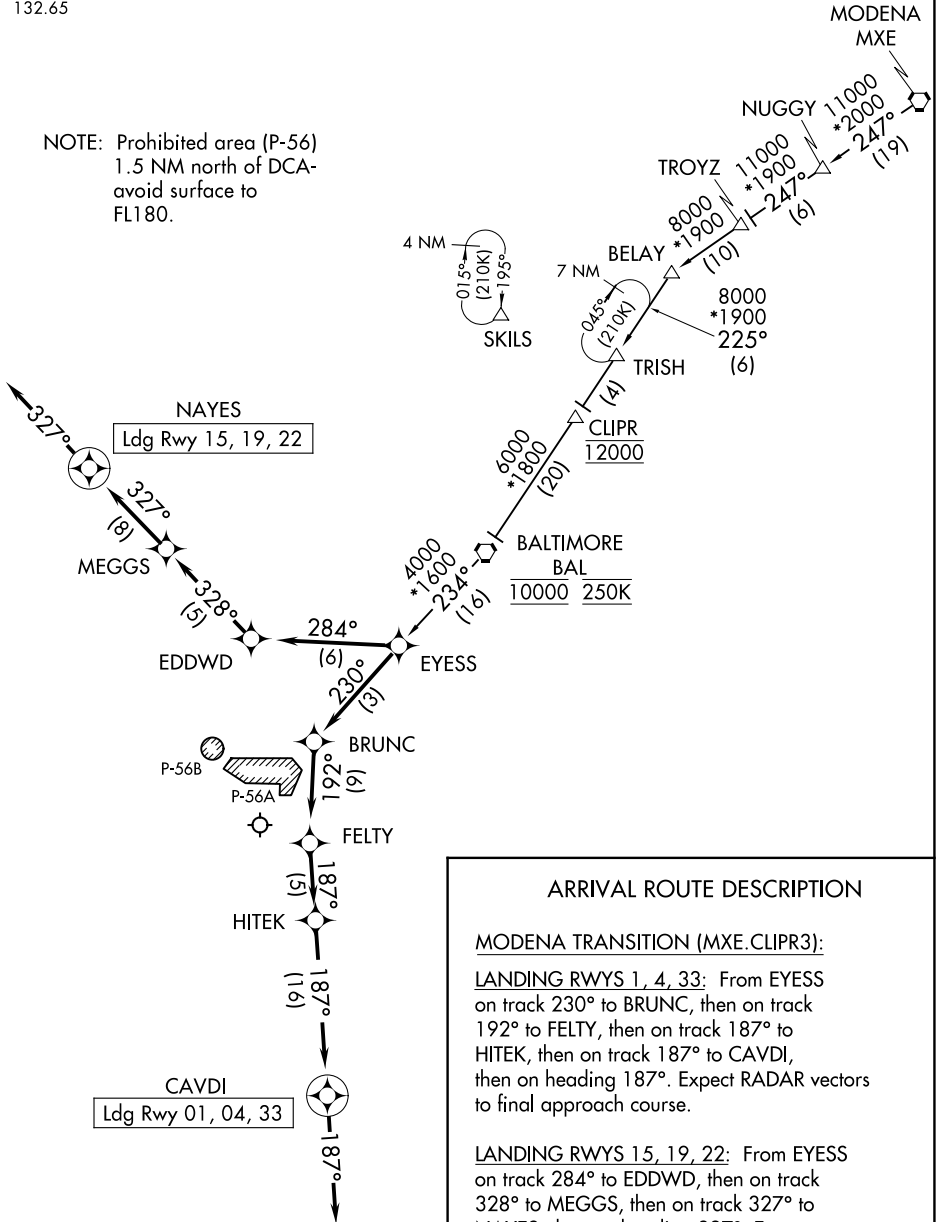 132.65
MODENA
MXE
NOTE: Prohibited area (P-56)
1.5 NM north of DCA-
avoid surface to
FL180.
11000
*2000
247°
(19)
NUGGY
11000
*1900
247°
(6)
TROYZ
8000
*1900
(10)
BELAY
4 NM
015°
(210K)
195°
SKILS
7 NM
045°
(210K)
8000
*1900
225°
(6)
TRISH
(4)
CLIPR
12000
6000
*1800
(20)
327°
NAYES
Ldg Rwy 15, 19, 22
327°
(8)
MEGGS
BALTIMORE
BAL
10000 250K
4000
*1600
234°
(16)
328°
(5)
EDDWD
284°
(6)
EYESS
230°
(3)
BRUNC
P-56B
P-56A
192°
(9)
FELTY
187°
(5)
HITEK
187°
(16)
CAVDI
Ldg Rwy 01, 04, 33
187°
ARRIVAL ROUTE DESCRIPTION
MODENA TRANSITION (MXE.CLIPR3):
LANDING RWYS 1, 4, 33: From EYESS
on track 230° to BRUNC, then on track
192° to FELTY, then on track 187° to
HITEK, then on track 187° to CAVDI,
then on heading 187°. Expect RADAR vectors
to final approach course.
LANDING RWYS 15, 19, 22: From EYESS
on track 284° to EDDWD, then on track
328° to MEGGS, then on track 327° to